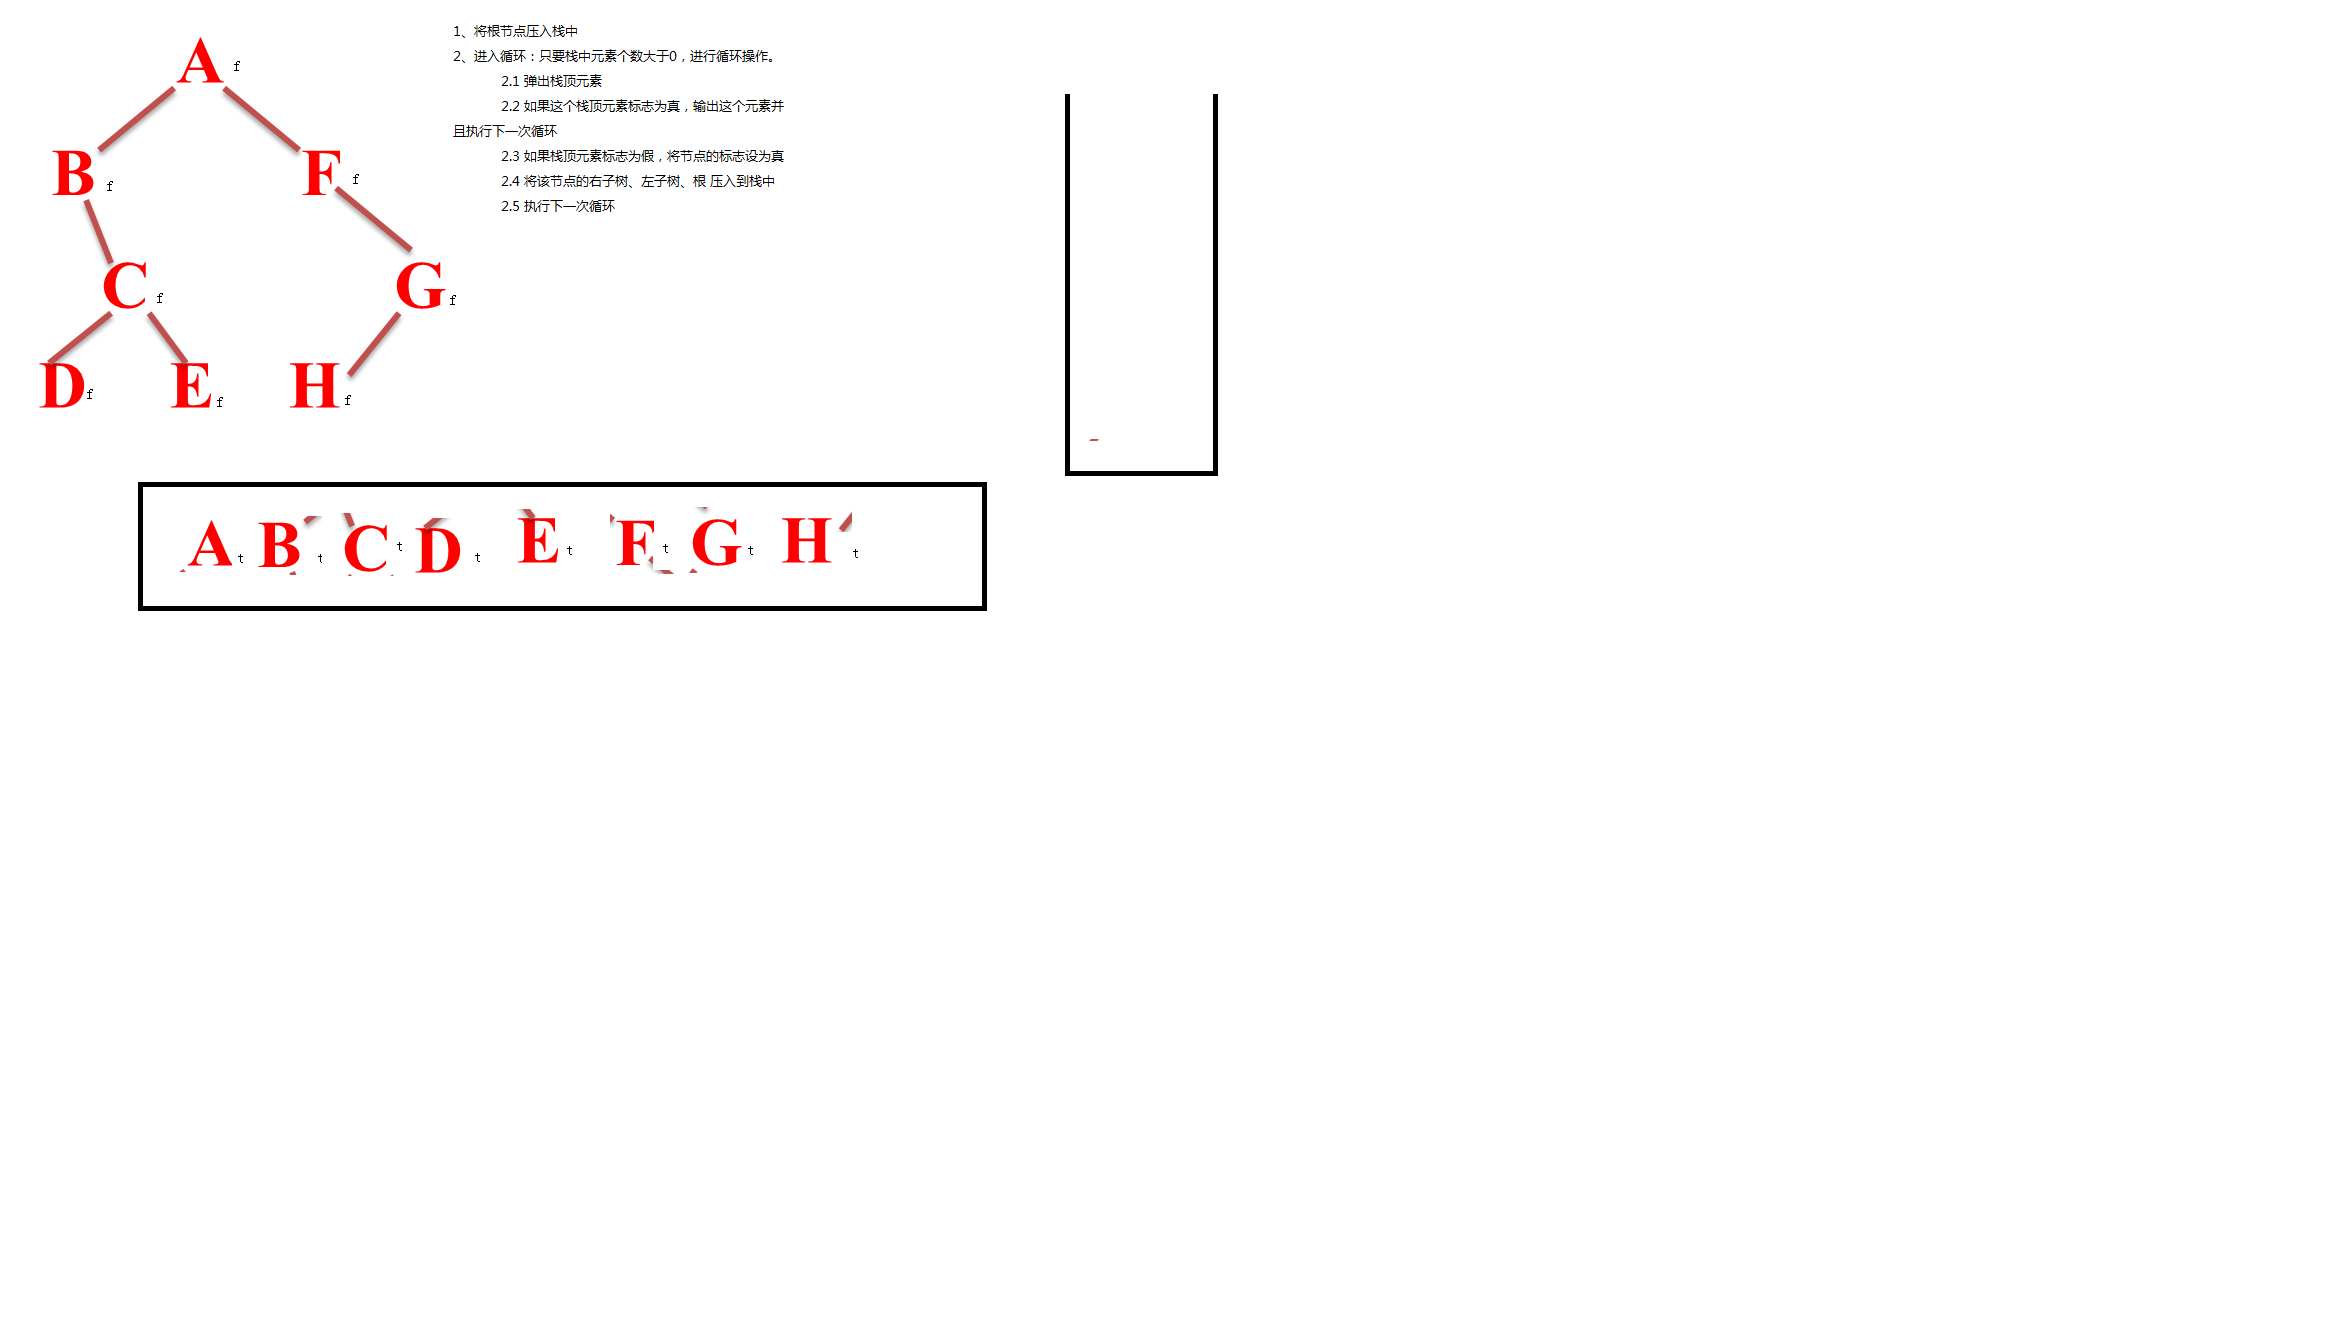 A f
B f
F f
C f
G f
D f
E f
H f
1、将根节点压入栈中
2、进入循环：只要栈中元素个数大于0，进行循环操作。
2.1 弹出栈顶元素
2.2 如果这个栈顶元素标志为真，输出这个元素并
且执行下一次循环
2.3 如果栈顶元素标志为假，将节点的标志设为真
2.4 将该节点的右子树、左子树、根 压入到栈中
2.5 执行下一次循环
A t B t C t D t E t F t G t H t